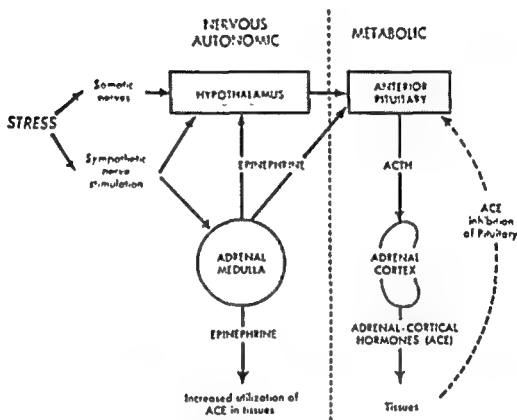 NERVOUS
AUTONOMIC
METABOLIC
Somatic
nerves
HYPOTHALAMUS
ANTERIOR
PITUITARY
STRESS
Sympathetic
nerve
stimulation
EPINEPHRINE
ACTH
ACE
inhibition
of Pituitary
ADRENAL
MEDULLA
ADRENAL
CORTEX
EPINEPHRINE
ADRENAL-CORTICAL
HORMONES (ACE)
Increased utilization of
ACE in tissues
Tissues